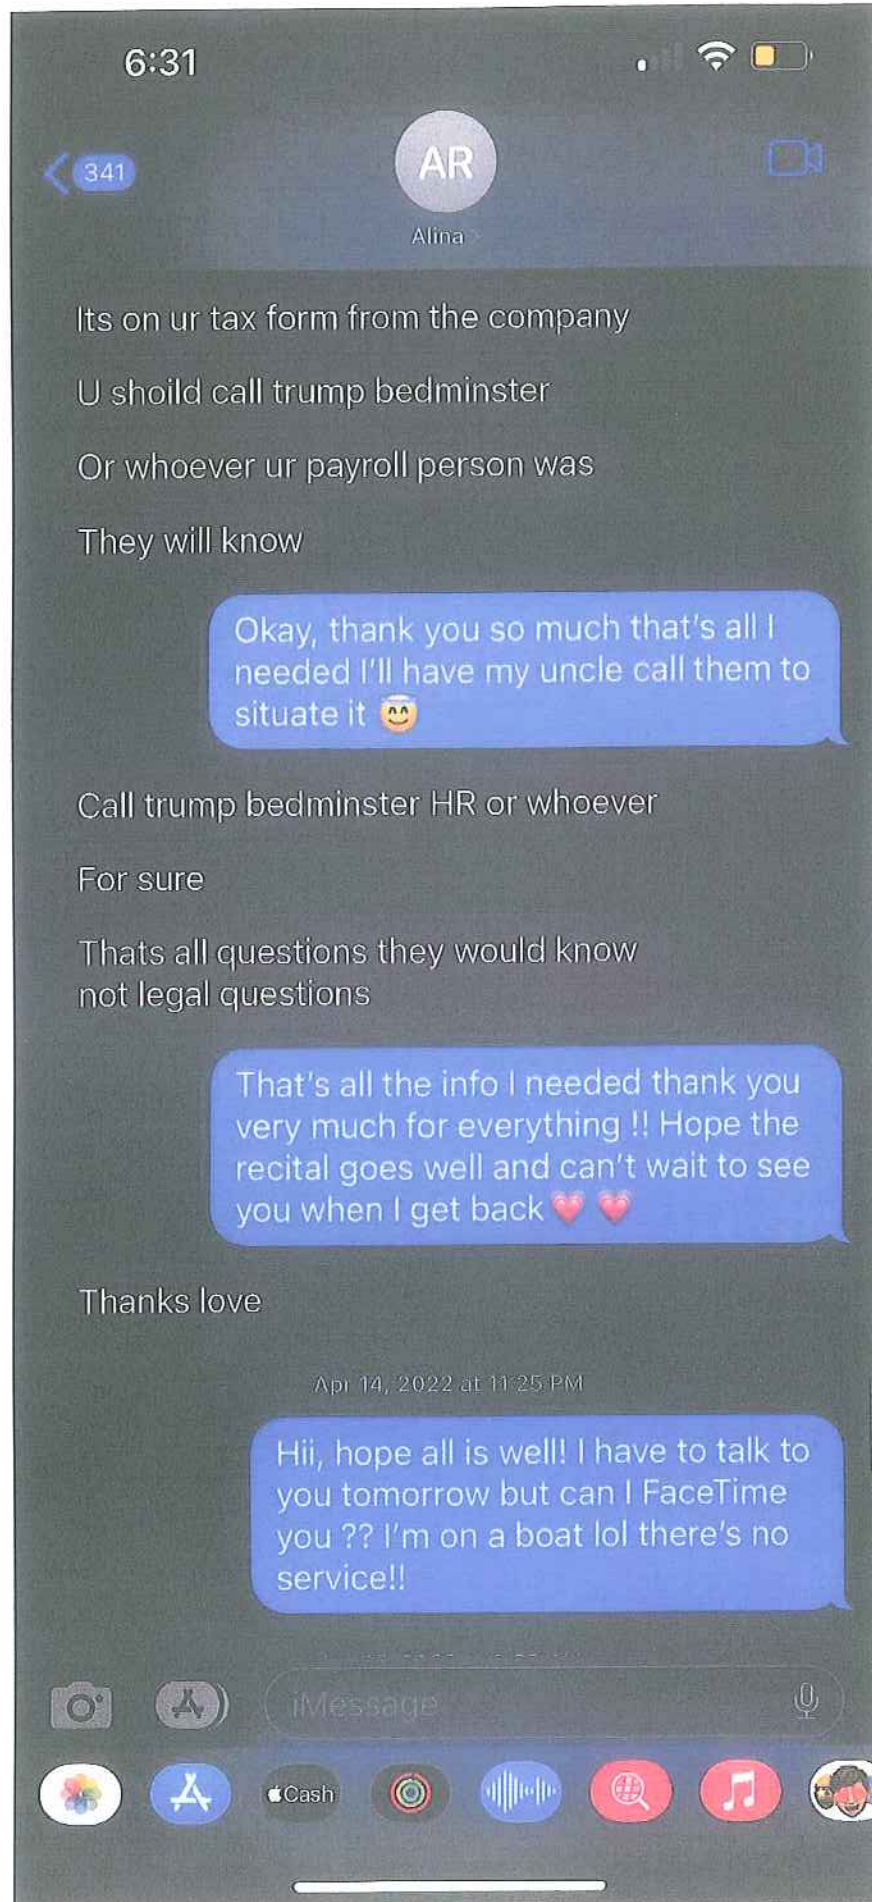 6:31
341
AR
Alina
Its on ur tax form from the company
U shoild call trump bedminster
Or whoever ur payroll person was
They will know
Okay, thank you so much that's all I
needed I'll have my uncle call them to
situate it 😇
Call trump bedminster HR or whoever
For sure
Thats all questions they would know
not legal questions
That's all the info I needed thank you
very much for everything !! Hope the
recital goes well and can't wait to see
you when I get back 💗 💗
Thanks love
Apr 14, 2022 at 11:25 PM
Hii, hope all is well! I have to talk to
you tomorrow but can I FaceTime
you ?? I'm on a boat lol there's no
service!!
iMessage
Cash